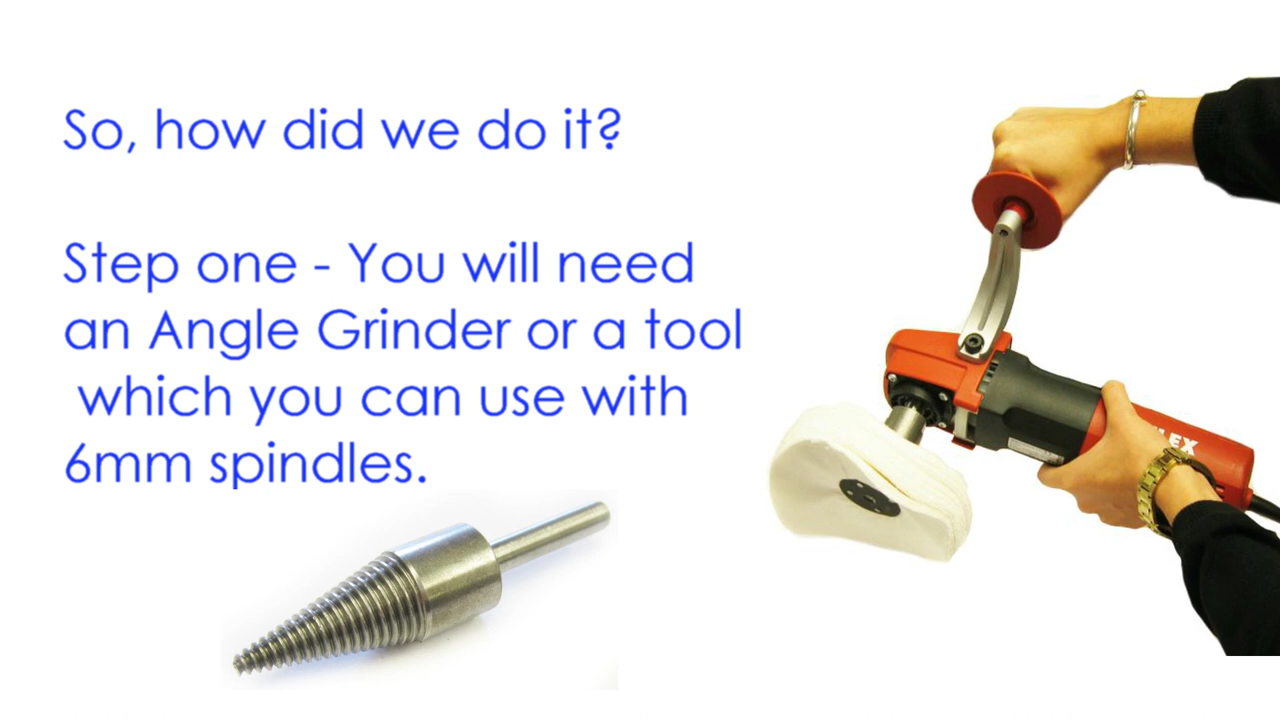 So, how did we do it?
Step one - You will need
an Angle Grinder or a tool
which you can use with
6mm spindles.